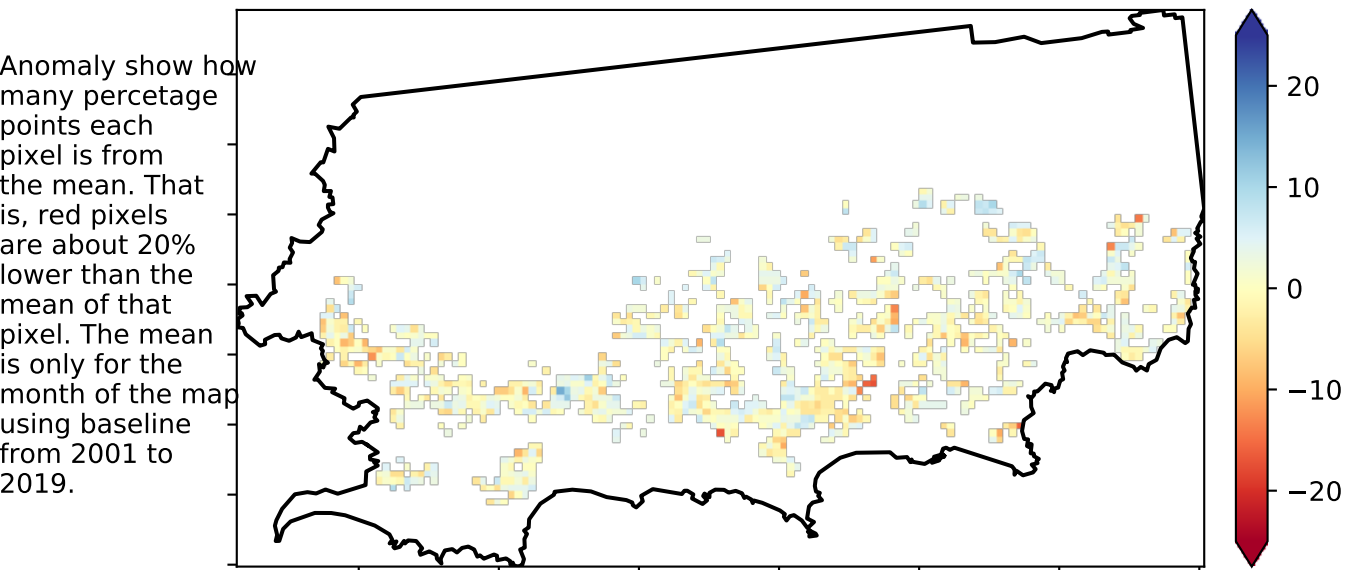 Anomaly show how
many percetage
points each
pixel is from
the mean. That
is, red pixels
are about 20%
lower than the
mean of that
pixel. The mean
is only for the
month of the map
using baseline
from 2001 to
2019.
20
10
0
−10
−20